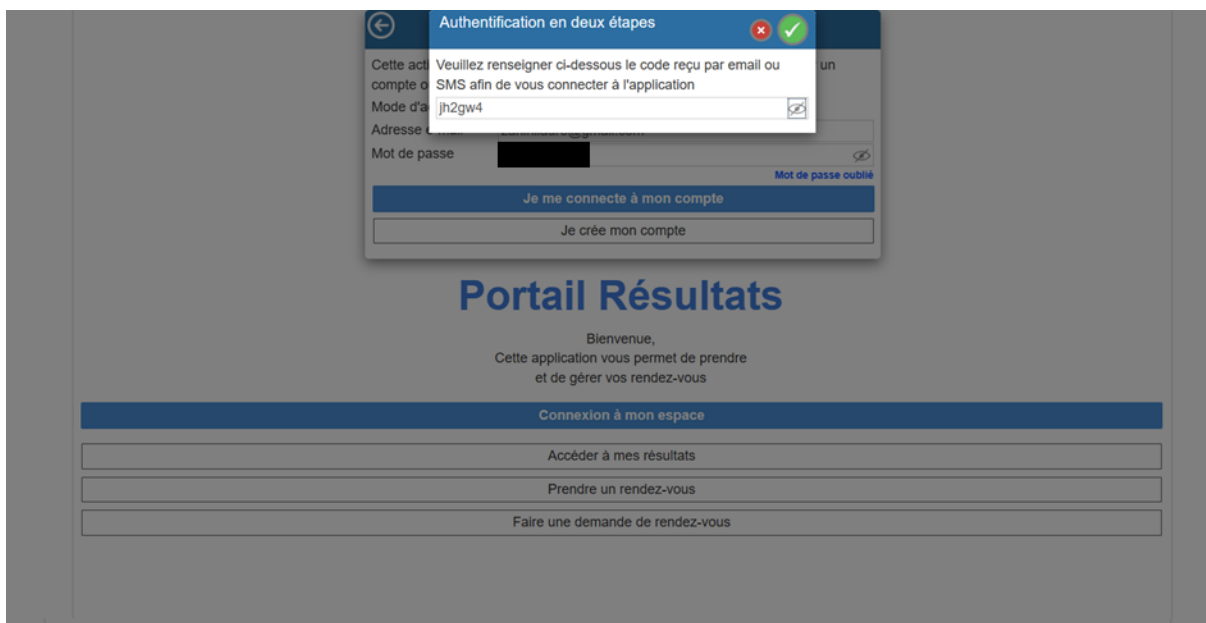 Authentification en deux étapes
Veuillez renseigner ci-dessous le code reçu par email ou
SMS afin de vous connecter à l'application
jh2gw4
Cette acti un
compte o
Mode d'a
Adresse
Mot de passe
Mot de passe oublié
Je me connecte à mon compte
Je crée mon compte
Portail Résultats
Bienvenue,
Cette application vous permet de prendre
et de gérer vos rendez-vous
Connexion à mon espace
Accéder à mes résultats
Prendre un rendez-vous
Faire une demande de rendez-vous